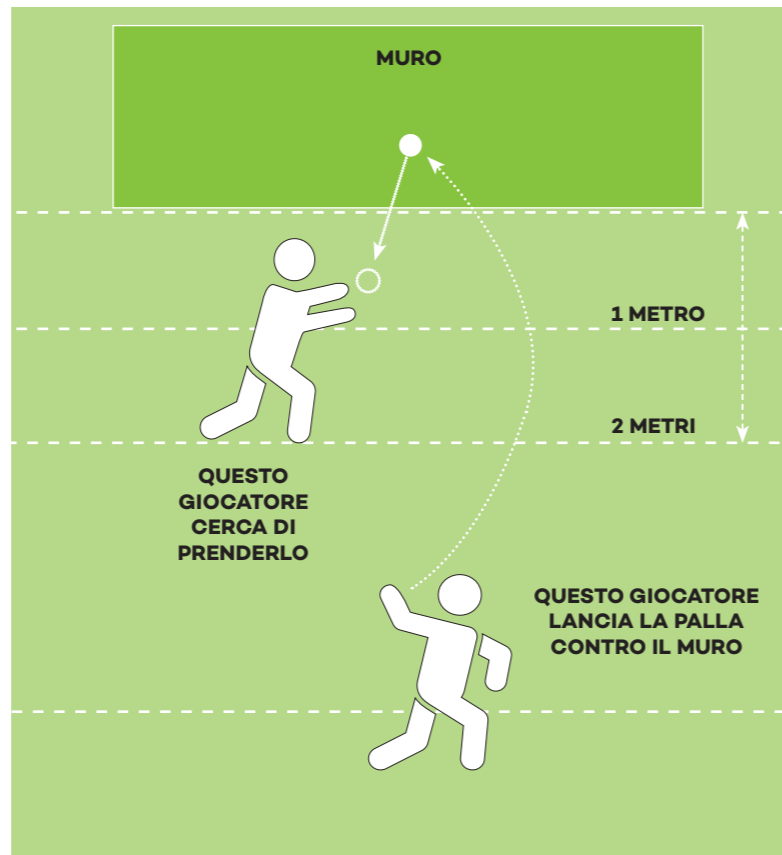 MURO
1 METRO
2 METRI
QUESTO
GIOCATORE
CERCA DI
PRENDERLO
QUESTO GIOCATORE
LANCIA LA PALLA
CONTRO IL MURO